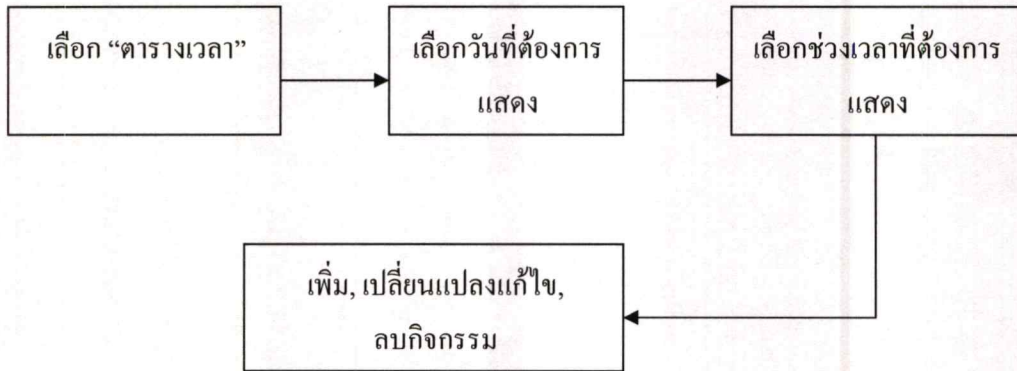 เลือก “ตารางเวลา”
เลือกวันที่ต้องการ
แสดง
เลือกช่วงเวลาที่ต้องการ
แสดง
เพิ่ม, เปลี่ยนแปลงแก้ไข,
ลบกิจกรรม